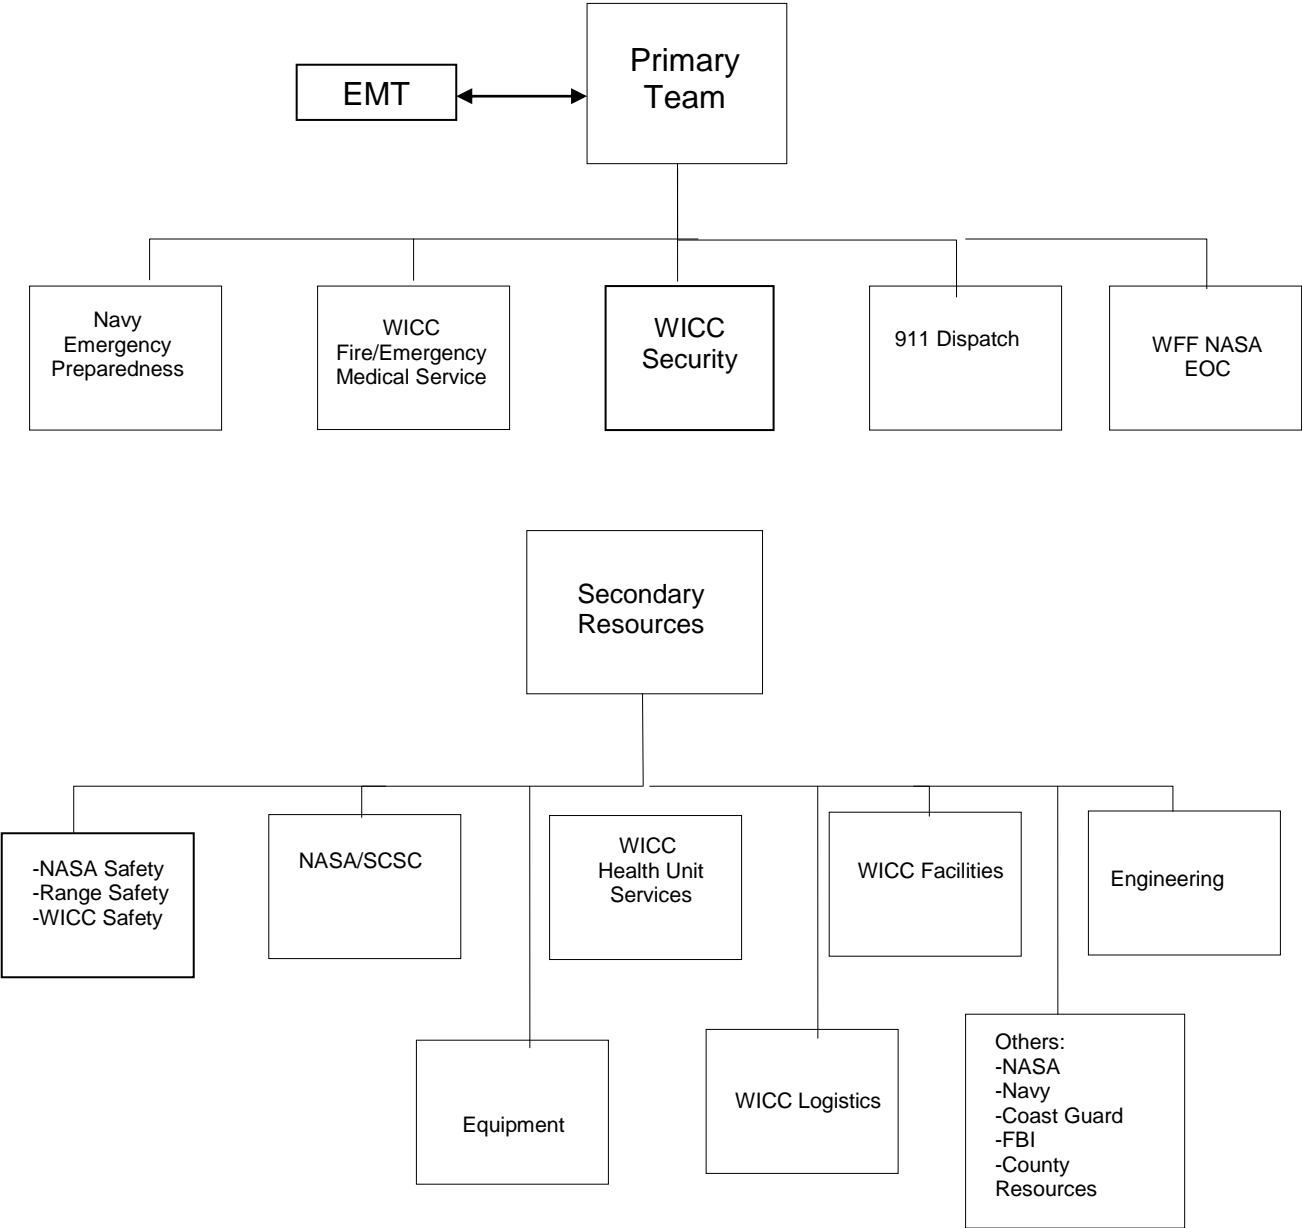 Primary
Team
EMT
Navy
Emergency
Preparedness
WICC
Fire/Emergency
Medical Service
WICC
Security
911 Dispatch
WFF NASA
EOC
Secondary
Resources
-NASA Safety
-Range Safety
-WICC Safety
NASA/SCSC
WICC
Health Unit
Services
WICC Facilities
Engineering
Equipment
WICC Logistics
Others:
-NASA
-Navy
-Coast Guard
-FBI
-County
Resources